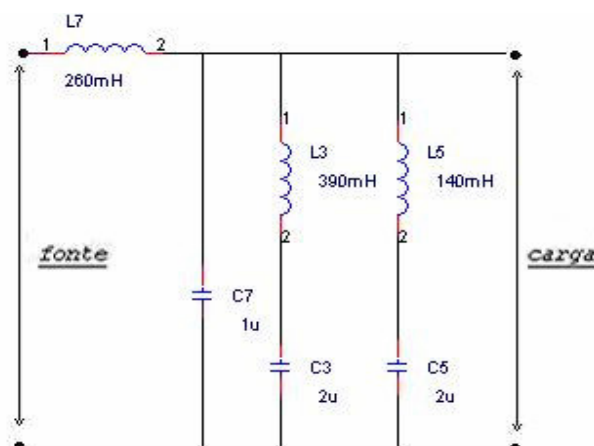 L7
1 2
260mH
1 1
L3 L5
390mH 140mH
2 2
fonte carga
C7
1u
C3 C5
2u 2u